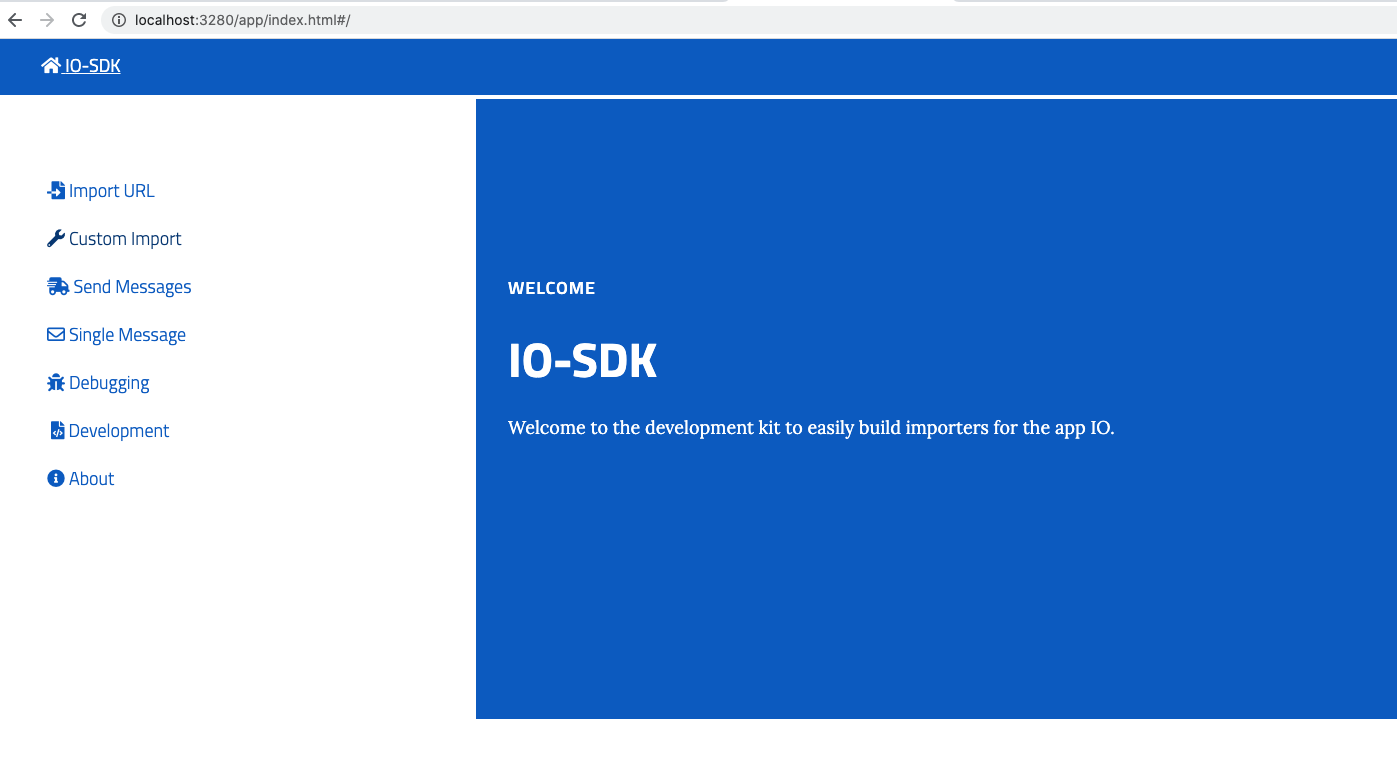 localhost:3280/app/index.html#/
IO-SDK
Import URL
Custom Import
Send Messages
Single Message
Debugging
Development
About
WELCOME
IO-SDK
Welcome to the development kit to easily build importers for the app IO.